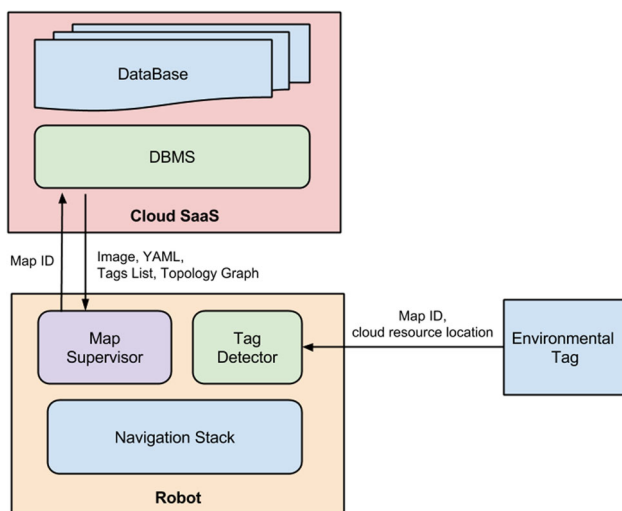 DataBase
DBMS
Cloud SaaS
Map ID
Image, YAML,
Tags List, Topology Graph
Map
Supervisor
Tag
Detector
Map ID,
cloud resource location
Environmental
Tag
Navigation Stack
Robot